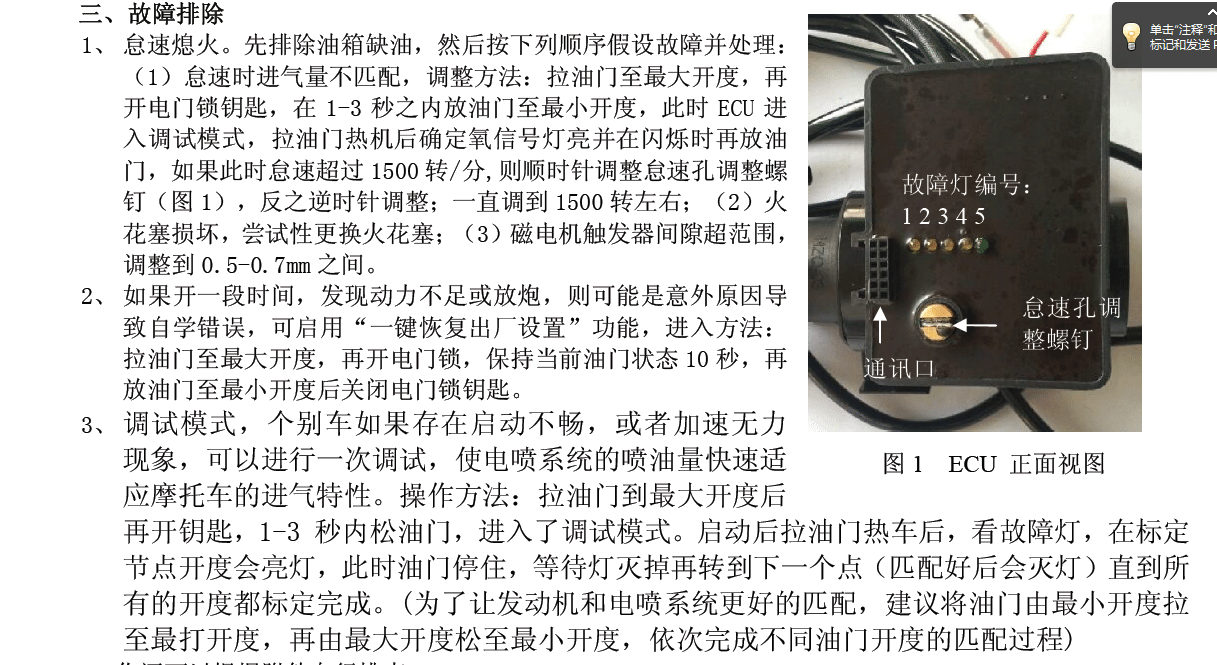 三、故障排除
1、 怠速熄火。先排除油箱缺油，然后按下列顺序假设故障并处理：
（1）怠速时进气量不匹配，调整方法：拉油门至最大开度，再
开电门锁钥匙，在 1-3 秒之内放油门至最小开度，此时 ECU 进
入调试模式，拉油门热机后确定氧信号灯亮并在闪烁时再放油
门，如果此时怠速超过 1500 转/分,则顺时针调整怠速孔调整螺
钉（图 1），反之逆时针调整；一直调到 1500 转左右；（2）火
花塞损坏，尝试性更换火花塞；（3）磁电机触发器间隙超范围，
调整到 0.5-0.7mm 之间。
2、 如果开一段时间，发现动力不足或放炮，则可能是意外原因导
致自学错误，可启用“一键恢复出厂设置”功能，进入方法：
拉油门至最大开度，再开电门锁，保持当前油门状态 10 秒，再
放油门至最小开度后关闭电门锁钥匙。
3、 调试模式，个别车如果存在启动不畅，或者加速无力
现象，可以进行一次调试，使电喷系统的喷油量快速适
应摩托车的进气特性。操作方法：拉油门到最大开度后
再开钥匙，1-3 秒内松油门，进入了调试模式。启动后拉油门热车后，看故障灯，在标定
节点开度会亮灯，此时油门停住，等待灯灭掉再转到下一个点（匹配好后会灭灯）直到所
有的开度都标定完成。(为了让发动机和电喷系统更好的匹配，建议将油门由最小开度拉
至最打开度，再由最大开度松至最小开度，依次完成不同油门开度的匹配过程)
故障灯编号：
1 2 3 4 5
怠速孔调
整螺钉
通讯口
图 1 ECU 正面视图
单击“注释”和
标记和发送 P